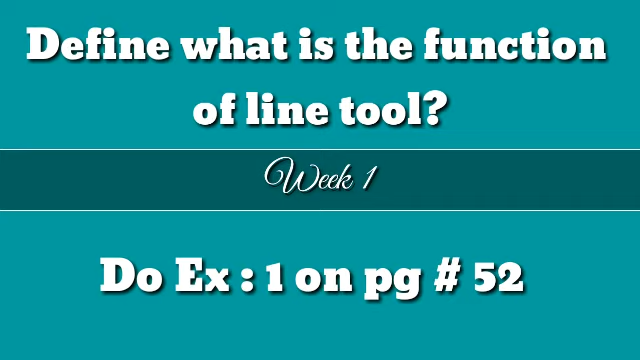 Define what is the function
of line tool?
Week 1
Do Ex : 1 on pg # 52